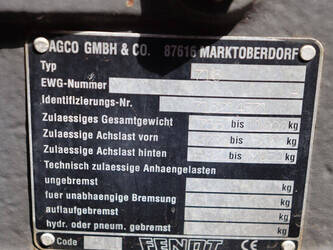 AGCO GMBH & CO. 87616 MARKTOBERDORF
Typ
EWG-Nummer
Identifizierungs-Nr.
Zulaessiges Gesamtgewicht bis kg
Zulaessige Achslast vorn bis kg
Zulaessige Achslast hinten bis kg
Technisch zulaessige Anhaengelasten
ungebremst kg
fuer unabhaengige Bremsung kg
auflaufgebremst kg
hydr. oder pneum. gebremst kg
Code FENDT CE